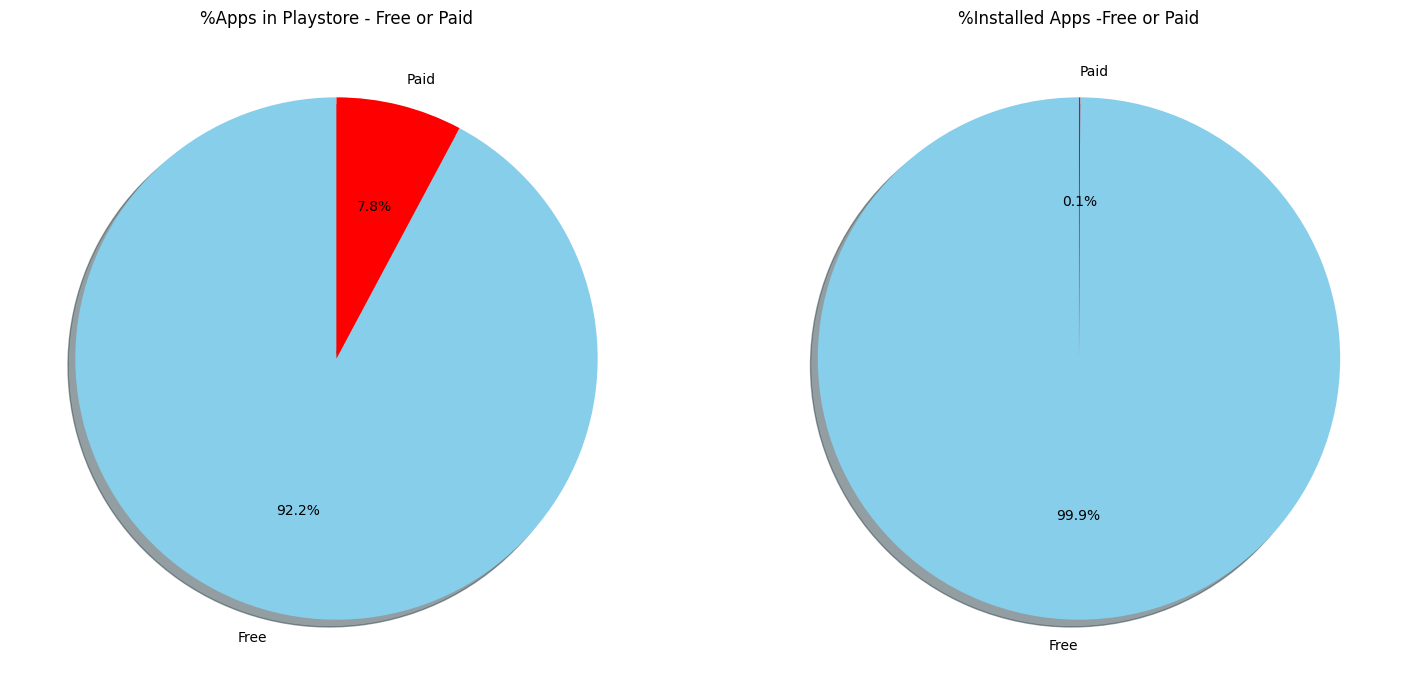 %Apps in Playstore - Free or Paid
Paid
7.8%
92.2%
Free
%Installed Apps -Free or Paid
Paid
0.1%
99.9%
Free